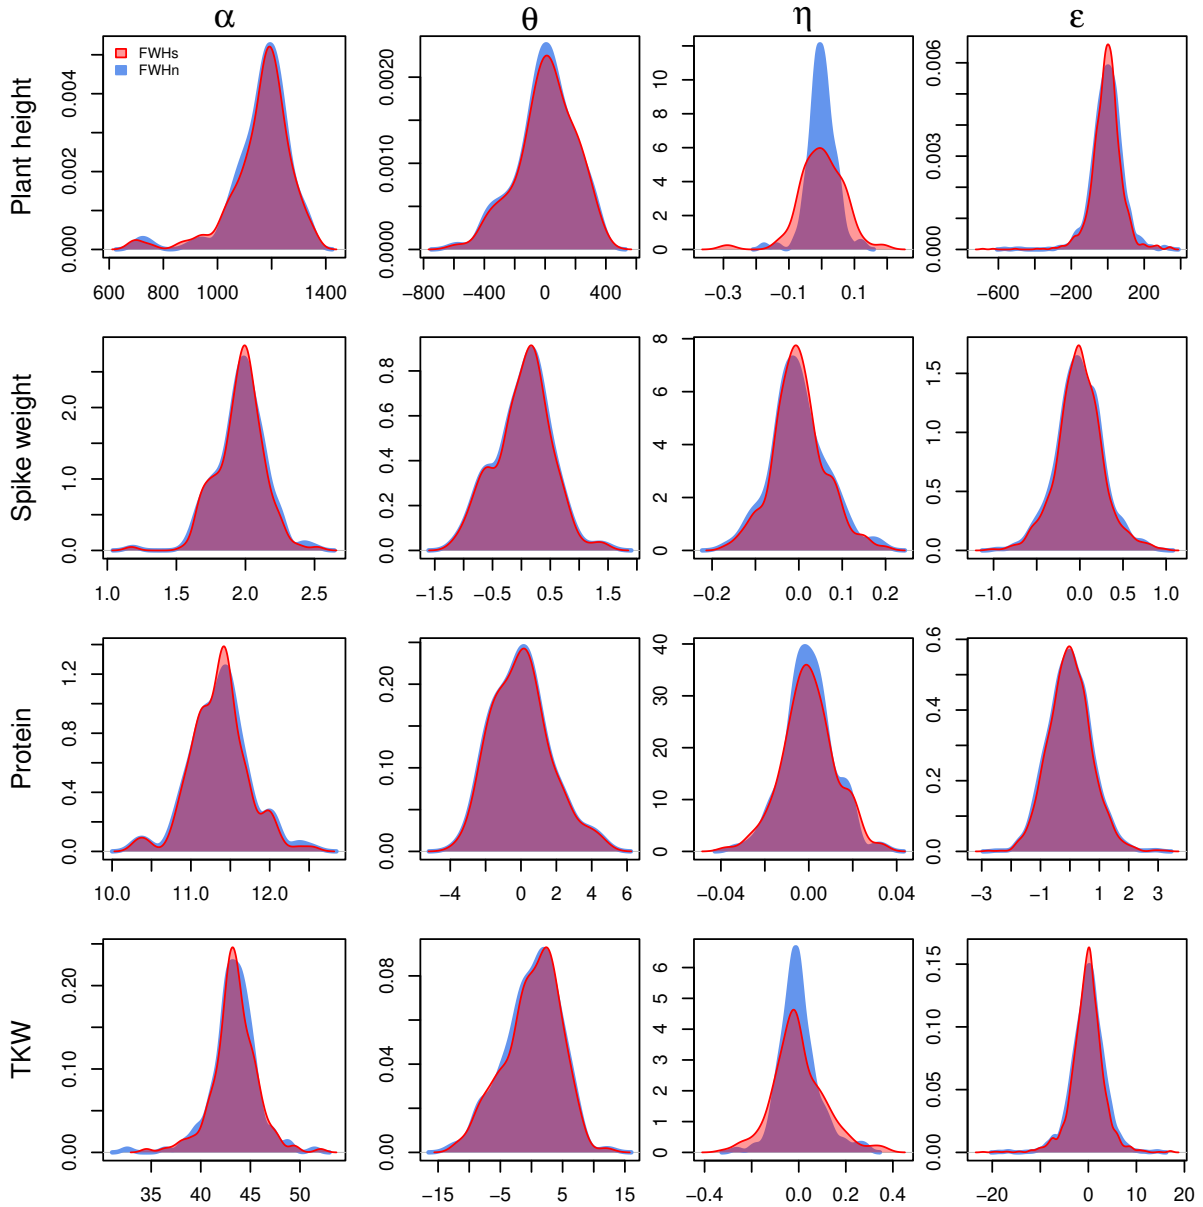 α θ η ε
FWHs
FWHn
Plant height
0.000 0.002 0.004
600 800 1000 1400
0.0000 0.0010 0.0020
−800 −400 0 400
0 2 4 6 8 10
−0.3 −0.1 0.1
0.000 0.003 0.006
−600 −200 200
Spike weight
0.0 1.0 2.0
1.0 1.5 2.0 2.5
0.0 0.2 0.4 0.6 0.8
−1.5 −0.5 0.5 1.5
0 2 4 6 8
−0.2 0.0 0.1 0.2
0.0 0.5 1.0 1.5
−1.0 0.0 0.5 1.0
Protein
0.0 0.4 0.8 1.2
10.0 11.0 12.0
0.00 0.10 0.20
−4 0 2 4 6
0 10 20 30 40
−0.04 0.00 0.04
0.0 0.2 0.4 0.6
−3 −1 1 2 3
TKW
0.00 0.10 0.20
35 40 45 50
0.00 0.04 0.08
−15 −5 5 15
0 1 2 3 4 5 6
−0.4 0.0 0.2 0.4
0.00 0.05 0.10 0.15
−20 0 10 20